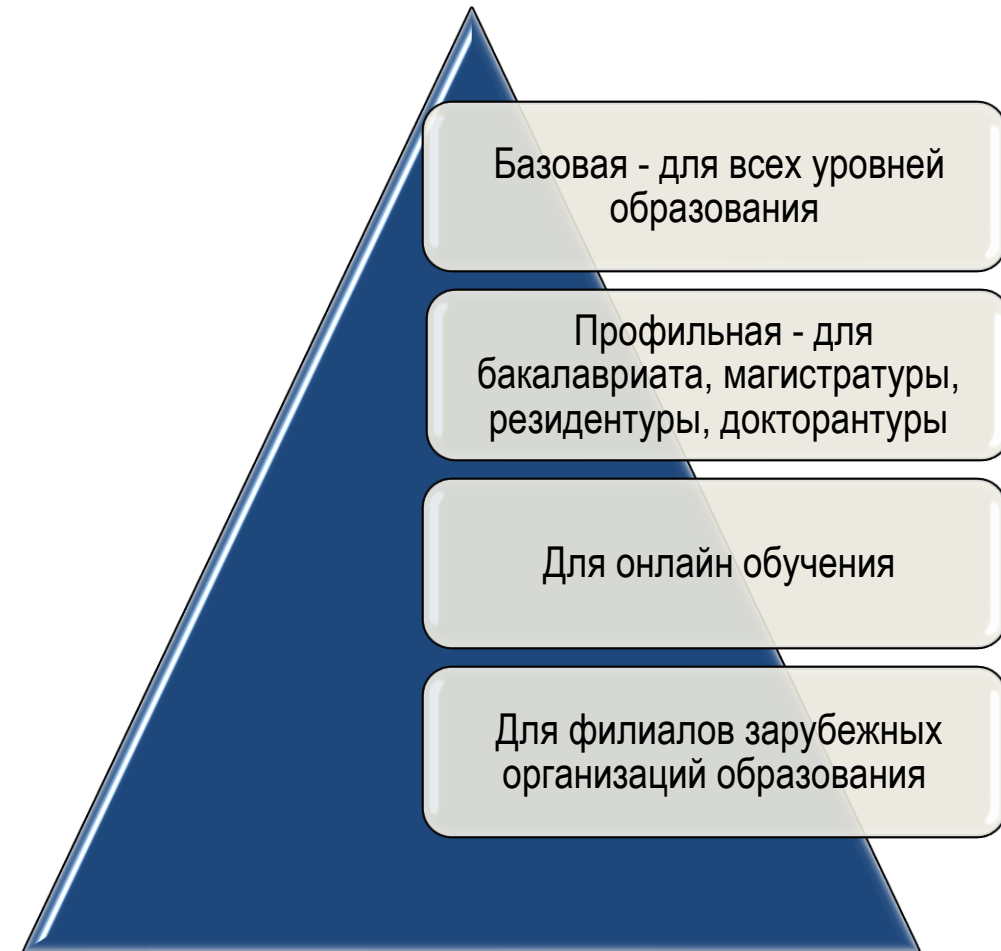 Базовая - для всех уровней
образования
Профильная - для
бакалавриата, магистратуры,
резидентуры, докторантуры
Для онлайн обучения
Для филиалов зарубежных
организаций образования